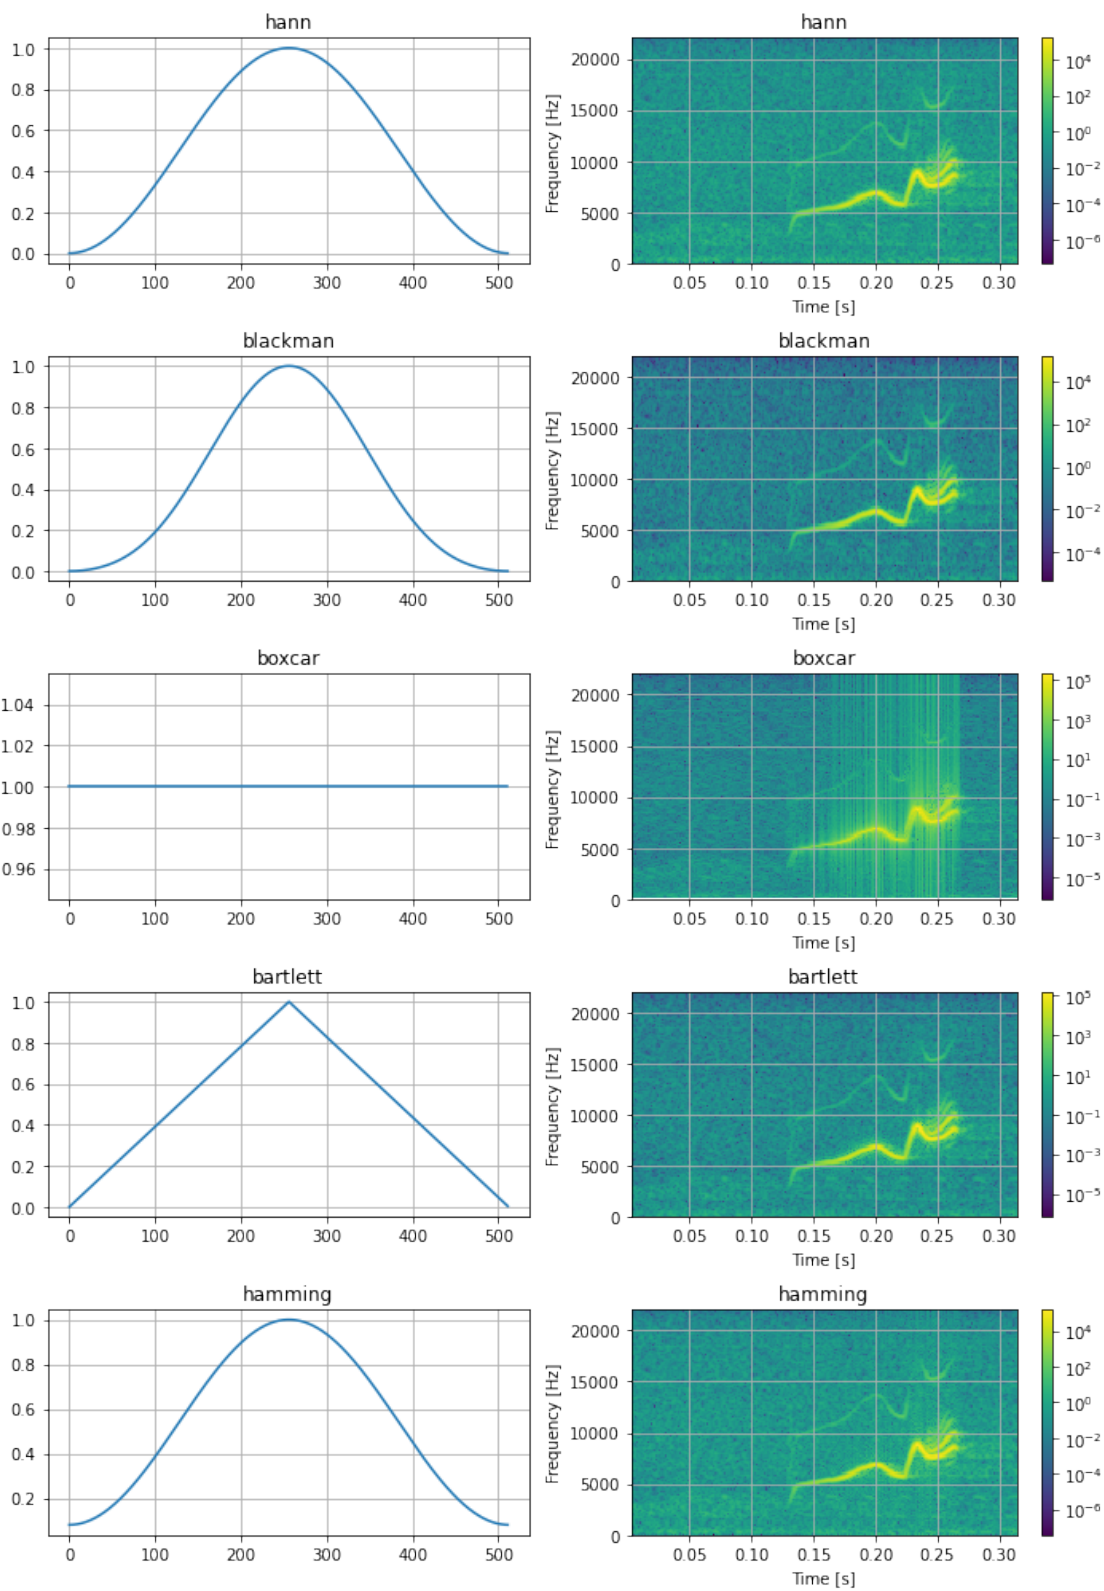 hann
1.0
0.8
0.6
0.4
0.2
0.0
0 100 200 300 400 500
hann
Frequency [Hz]
20000
15000
10000
5000
0
0.05 0.10 0.15 0.20 0.25 0.30
Time [s]
10⁴
10²
10⁰
10⁻²
10⁻⁴
10⁻⁶
blackman
1.0
0.8
0.6
0.4
0.2
0.0
0 100 200 300 400 500
blackman
Frequency [Hz]
20000
15000
10000
5000
0
0.05 0.10 0.15 0.20 0.25 0.30
Time [s]
10⁴
10²
10⁰
10⁻²
10⁻⁴
boxcar
1.04
1.02
1.00
0.98
0.96
0 100 200 300 400 500
boxcar
Frequency [Hz]
20000
15000
10000
5000
0
0.05 0.10 0.15 0.20 0.25 0.30
Time [s]
10⁵
10³
10¹
10⁻¹
10⁻³
10⁻⁵
bartlett
1.0
0.8
0.6
0.4
0.2
0.0
0 100 200 300 400 500
bartlett
Frequency [Hz]
20000
15000
10000
5000
0
0.05 0.10 0.15 0.20 0.25 0.30
Time [s]
10⁵
10³
10¹
10⁻¹
10⁻³
10⁻⁵
hamming
1.0
0.8
0.6
0.4
0.2
0 100 200 300 400 500
hamming
Frequency [Hz]
20000
15000
10000
5000
0
0.05 0.10 0.15 0.20 0.25 0.30
Time [s]
10⁴
10²
10⁰
10⁻²
10⁻⁴
10⁻⁶